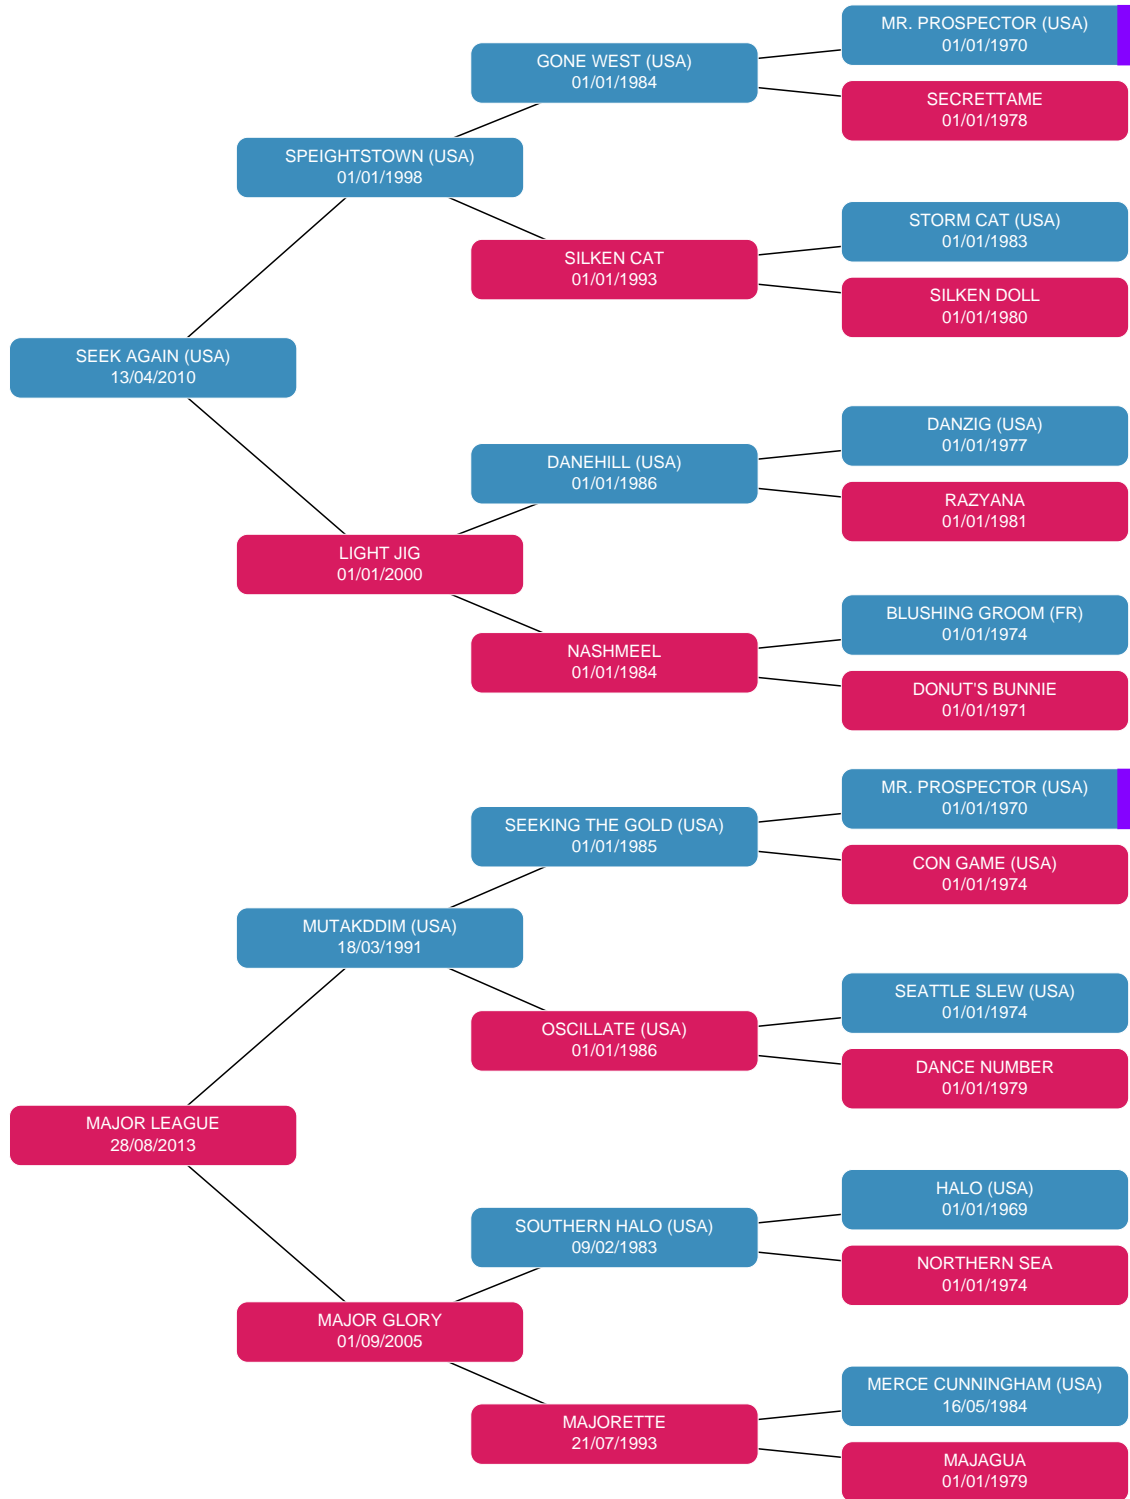 MR. PROSPECTOR (USA)
01/01/1970
GONE WEST (USA)
01/01/1984
SECRETTAME
01/01/1978
SPEIGHTSTOWN (USA)
01/01/1998
STORM CAT (USA)
01/01/1983
SILKEN CAT
01/01/1993
SILKEN DOLL
01/01/1980
SEEK AGAIN (USA)
13/04/2010
DANZIG (USA)
01/01/1977
DANEHILL (USA)
01/01/1986
RAZYANA
01/01/1981
LIGHT JIG
01/01/2000
BLUSHING GROOM (FR)
01/01/1974
NASHMEEL
01/01/1984
DONUT'S BUNNIE
01/01/1971
MR. PROSPECTOR (USA)
01/01/1970
SEEKING THE GOLD (USA)
01/01/1985
CON GAME (USA)
01/01/1974
MUTAKDDIM (USA)
18/03/1991
SEATTLE SLEW (USA)
01/01/1974
OSCILLATE (USA)
01/01/1986
DANCE NUMBER
01/01/1979
MAJOR LEAGUE
28/08/2013
HALO (USA)
01/01/1969
SOUTHERN HALO (USA)
09/02/1983
NORTHERN SEA
01/01/1974
MAJOR GLORY
01/09/2005
MERCE CUNNINGHAM (USA)
16/05/1984
MAJORETTE
21/07/1993
MAJAGUA
01/01/1979